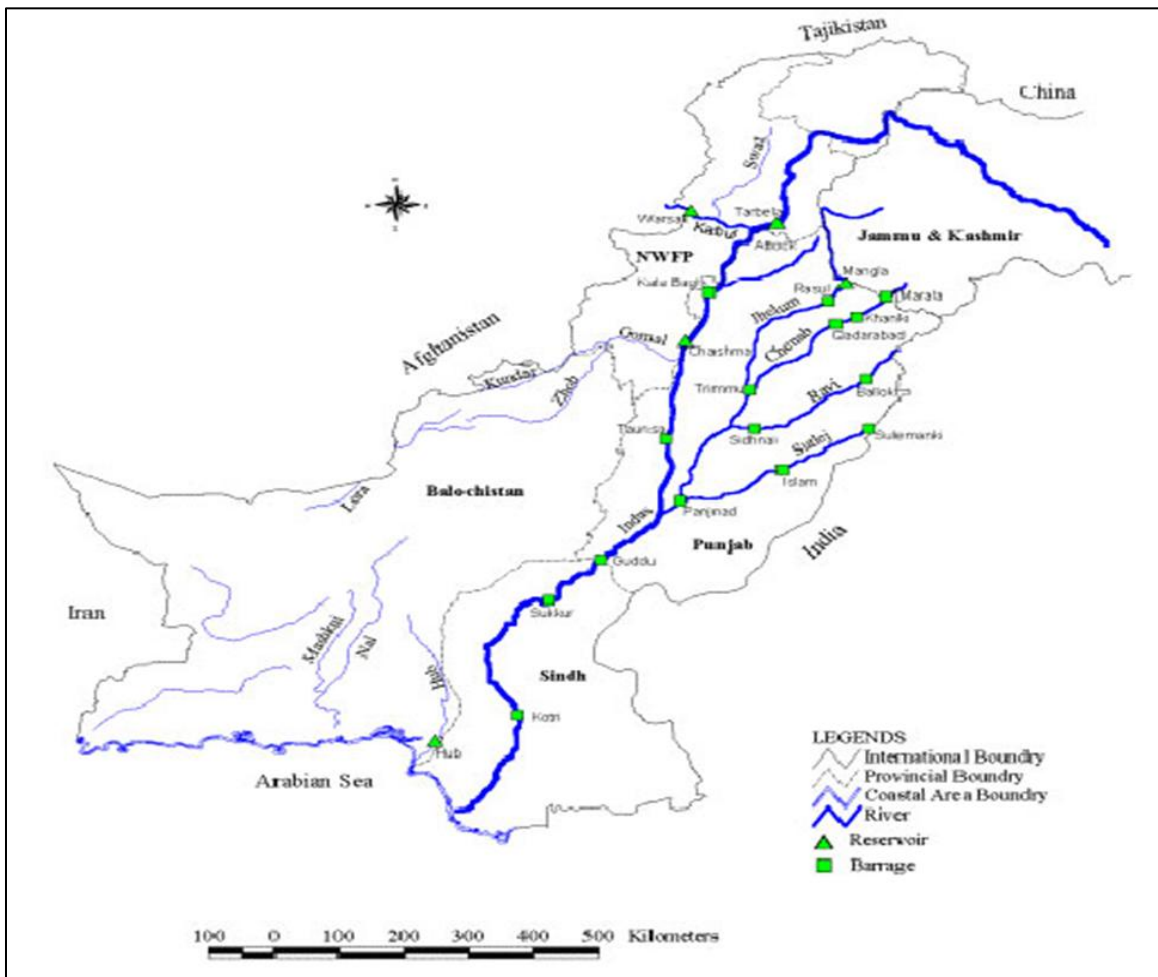 Tajikistan
China
Swat
Warsak
Kabul
Tarbela
Attock
Jammu & Kashmir
NWFP
Kala Bagh
Mangla
Rasul
Marala
Jhelum
Khanki
Chenab
Qadarabad
Afghanistan
Gomal
Chashma
Kundar
Zhob
Trimmu
Ravi
Balloki
Taunsa
Sidhnai
Sulemanki
Sutlej
Islam
Balo-chistan
Lora
Indus
Panjnad
Punjab
India
Guddu
Iran
Sukkur
Mashkai
Nal
Hub
Sindh
Kotri
Hub
Arabian Sea
LEGENDS
International Boundry
Provincial Boundry
Coastal Area Boundry
River
Reservoir
Barrage
100 0 100 200 300 400 500 Kilometers